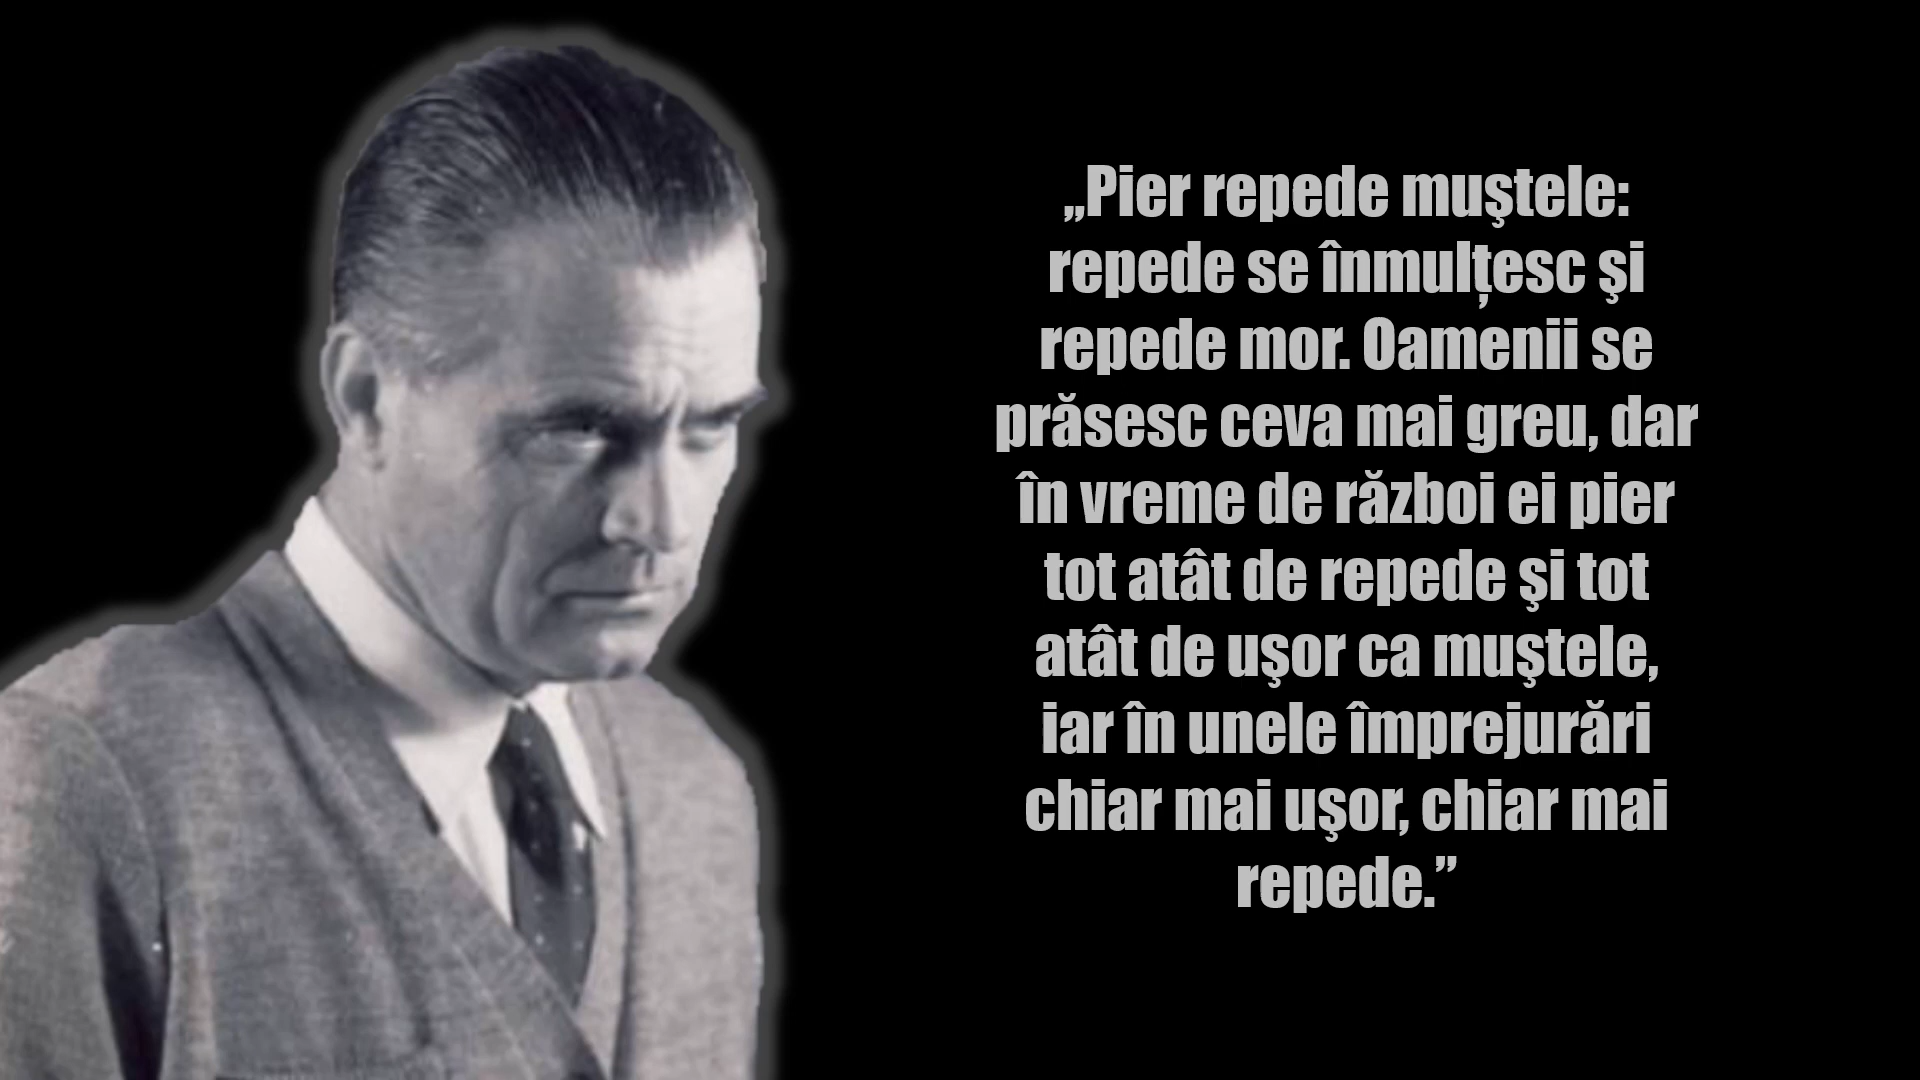 „Pier repede muştele:
repede se înmulțesc şi
repede mor. Oamenii se
prăsesc ceva mai greu, dar
în vreme de război ei pier
tot atât de repede şi tot
atât de uşor ca muştele,
iar în unele împrejurări
chiar mai uşor, chiar mai
repede.”